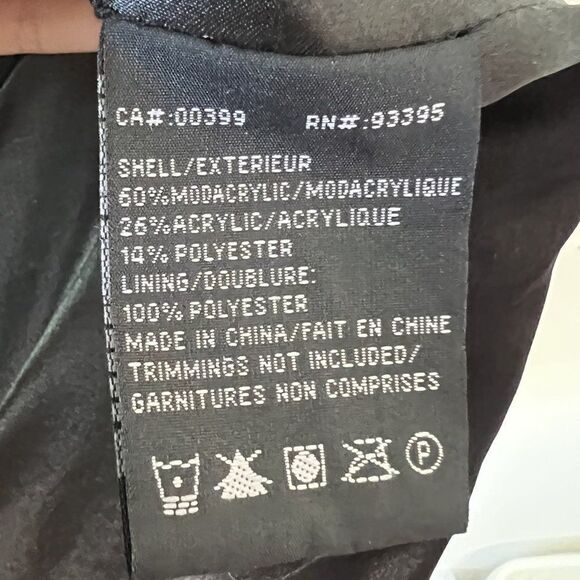 CA#:00399 RN#:93395
SHELL/EXTERIEUR
60%MODACRYLIC/MODACRYLIQUE
26%ACRYLIC/ACRYLIQUE
14% POLYESTER
LINING/DOUBLURE:
100% POLYESTER
MADE IN CHINA/FAIT EN CHINE
TRIMMINGS NOT INCLUDED/
GARNITURES NON COMPRISES
P